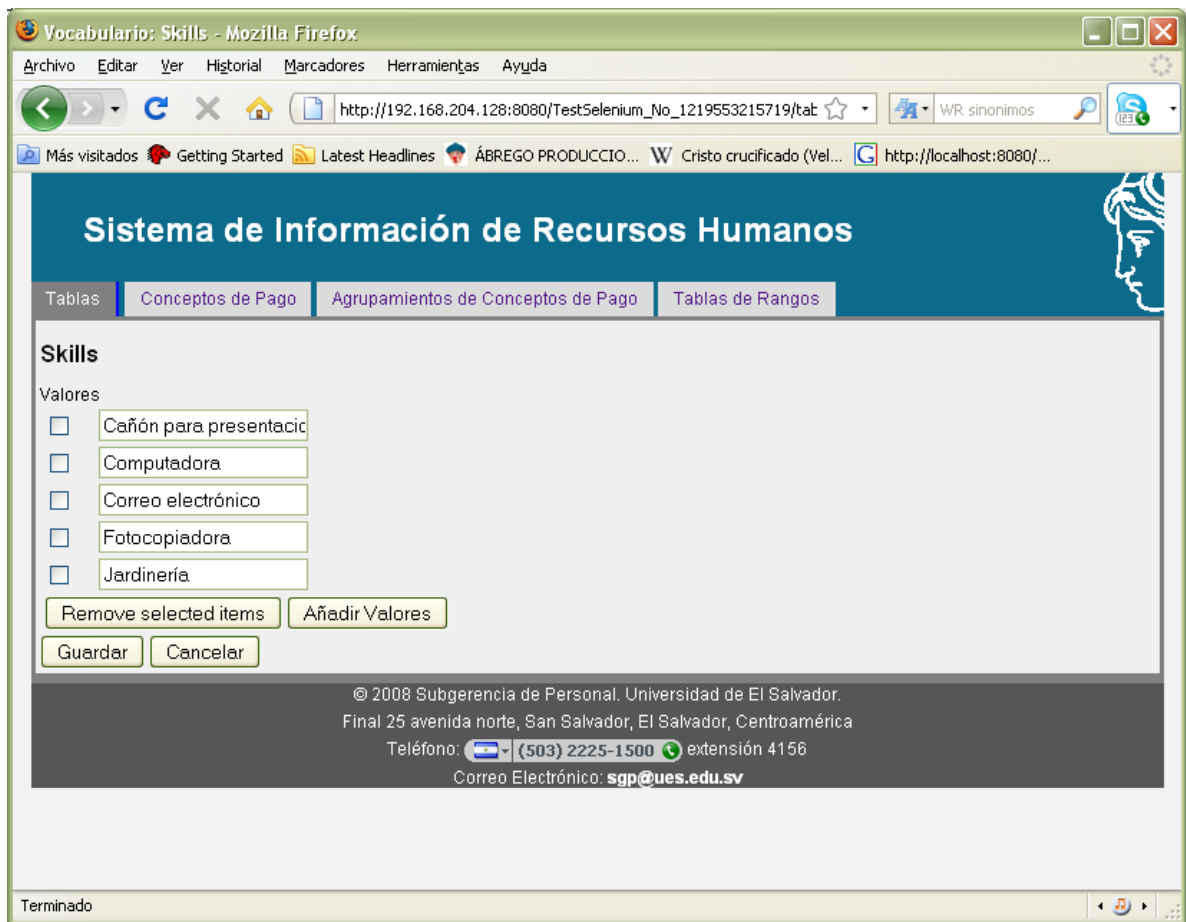 Vocabulario: Skills - Mozilla Firefox
Archivo Editar Ver Historial Marcadores Herramientas Ayuda
http://192.168.204.128:8080/TestSelenium_No_1219553215719/tab WR sinonimos
Más visitados Getting Started Latest Headlines ÁBREGO PRODUCCIO... W Cristo crucificado (Vel... G http://localhost:8080/...
Sistema de Información de Recursos Humanos
Tablas Conceptos de Pago Agrupamientos de Conceptos de Pago Tablas de Rangos
Skills
Valores
Cañón para presentacio
Computadora
Correo electrónico
Fotocopiadora
Jardinería
Remove selected items Añadir Valores
Guardar Cancelar
© 2008 Subgerencia de Personal. Universidad de El Salvador.
Final 25 avenida norte, San Salvador, El Salvador, Centroamérica
Teléfono: (503) 2225-1500 extensión 4156
Correo Electrónico: sgp@ues.edu.sv
Terminado